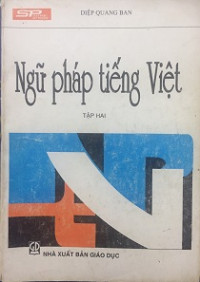 DIỆP QUANG BAN
Ngữ pháp tiếng Việt
TẬP HAI
NHÀ XUẤT BẢN GIÁO DỤC